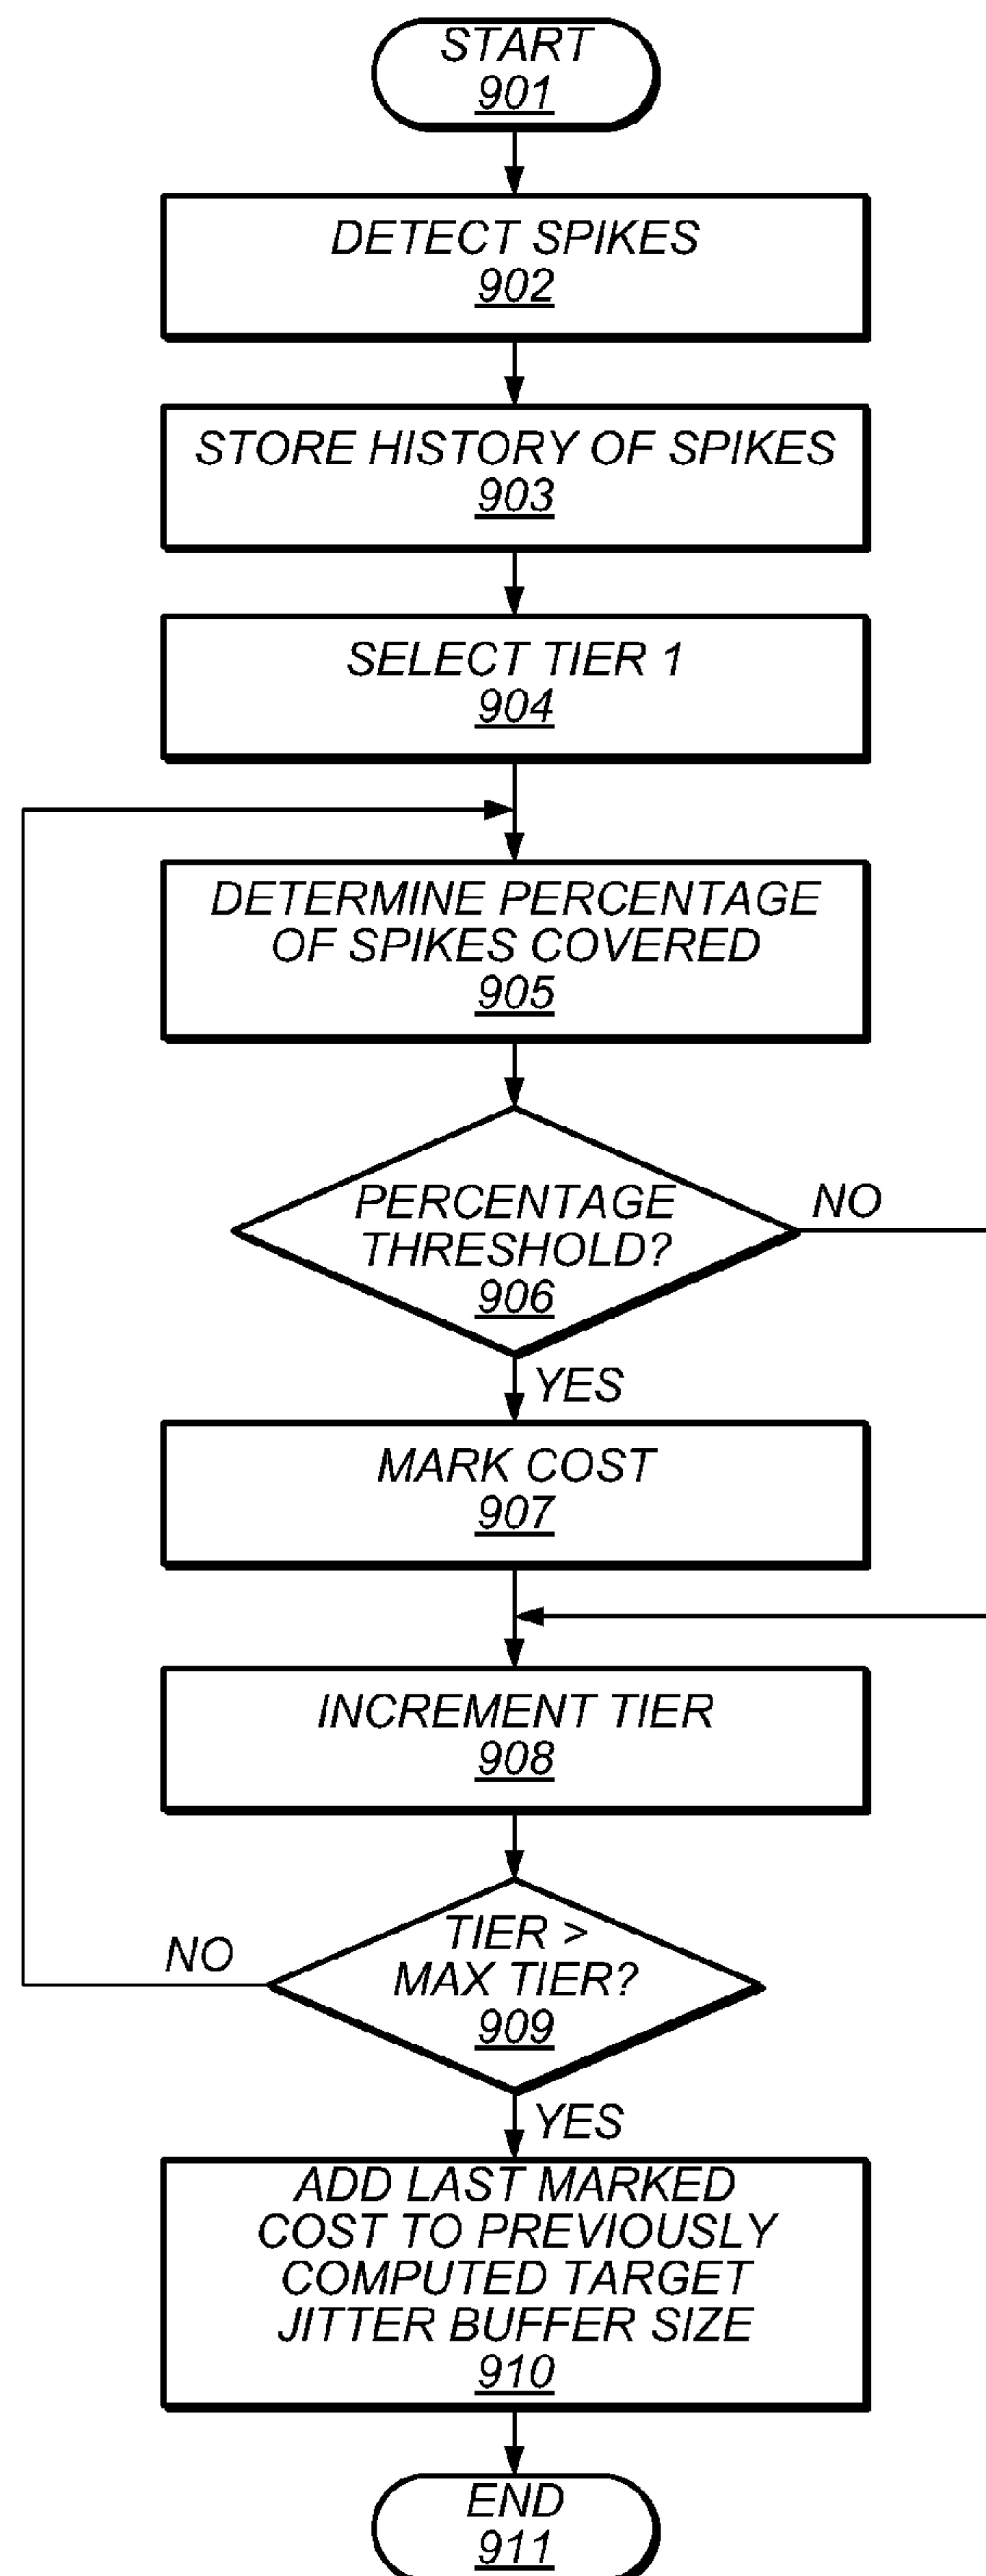 START
901
DETECT SPIKES
902
STORE HISTORY OF SPIKES
903
SELECT TIER 1
904
DETERMINE PERCENTAGE
OF SPIKES COVERED
905
PERCENTAGE
THRESHOLD?
906
NO
YES
MARK COST
907
INCREMENT TIER
908
TIER >
MAX TIER?
909
NO
YES
ADD LAST MARKED
COST TO PREVIOUSLY
COMPUTED TARGET
JITTER BUFFER SIZE
910
END
911